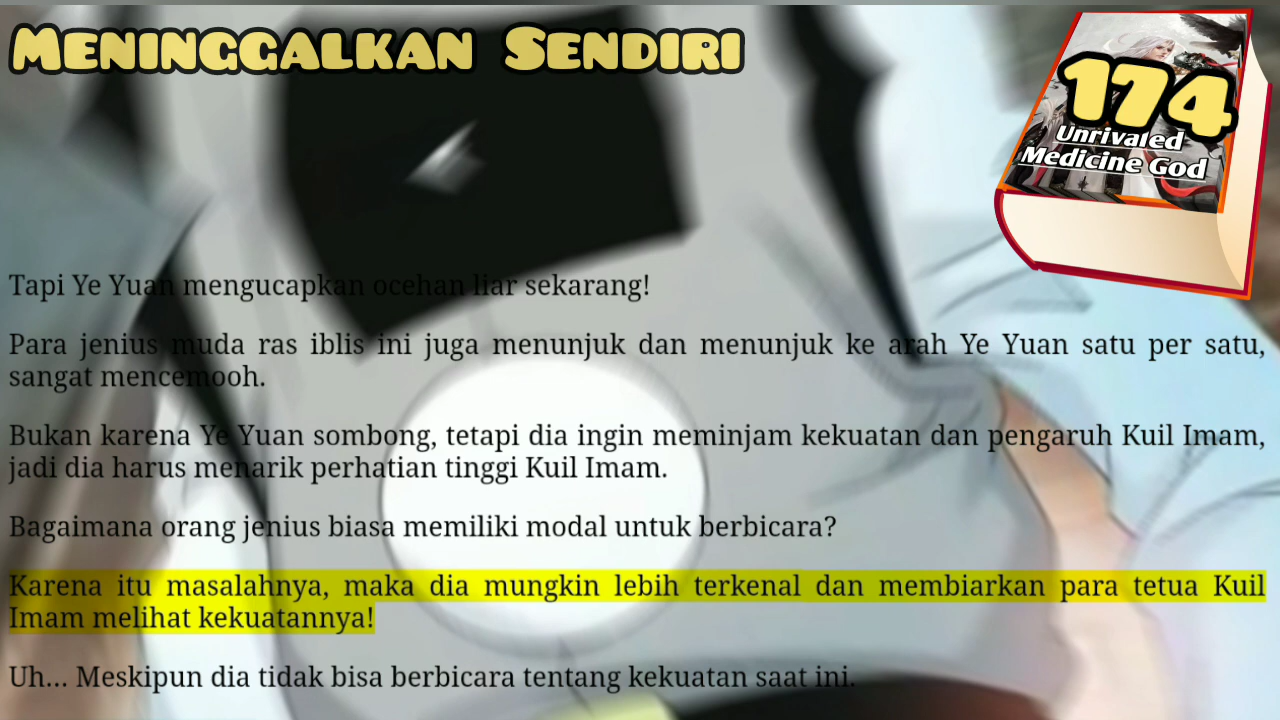 Meninggalkan Sendiri
174
Unrivaled
Medicine God
Tapi Ye Yuan mengucapkan ocehan liar sekarang!
Para jenius muda ras iblis ini juga menunjuk dan menunjuk ke arah Ye Yuan satu per satu,
sangat mencemooh.
Bukan karena Ye Yuan sombong, tetapi dia ingin meminjam kekuatan dan pengaruh Kuil Imam,
jadi dia harus menarik perhatian tinggi Kuil Imam.
Bagaimana orang jenius biasa memiliki modal untuk berbicara?
Karena itu masalahnya, maka dia mungkin lebih terkenal dan membiarkan para tetua Kuil
Imam melihat kekuatannya!
Uh... Meskipun dia tidak bisa berbicara tentang kekuatan saat ini.